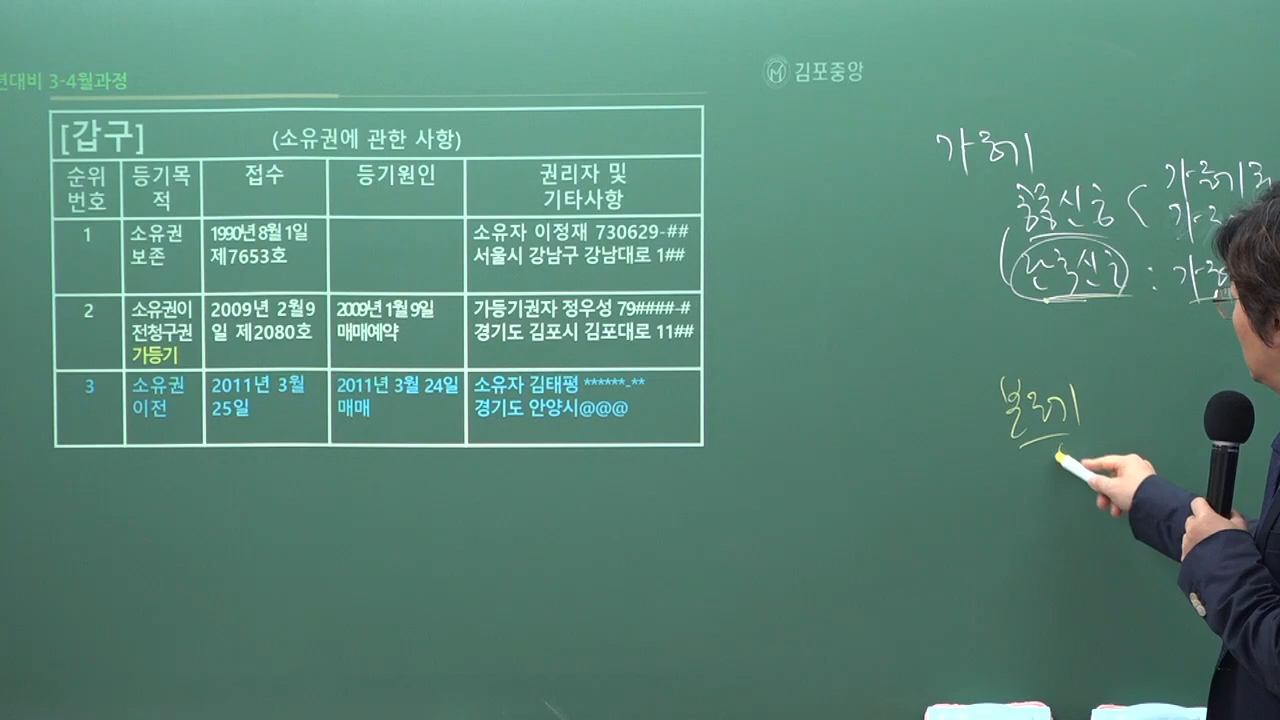 년대비 3-4월과정
김포중앙
[갑구] (소유권에 관한 사항)
순위번호 등기목적 접수 등기원인 권리자 및 기타사항
1 소유권보존 1990년 8월 1일 제7653호 소유자 이정재 730629-## 서울시 강남구 강남대로 1##
2 소유권이전청구권가등기 2009년 2월9일 제2080호 2009년 1월 9일 매매예약 가등기권자 정우성 79####-# 경기도 김포시 김포대로 11##
3 소유권이전 2011년 3월 25일 2011년 3월 24일 매매 소유자 김태평 ******-** 경기도 안양시@@@
가등기
공동신청
단독신청 :
본등기